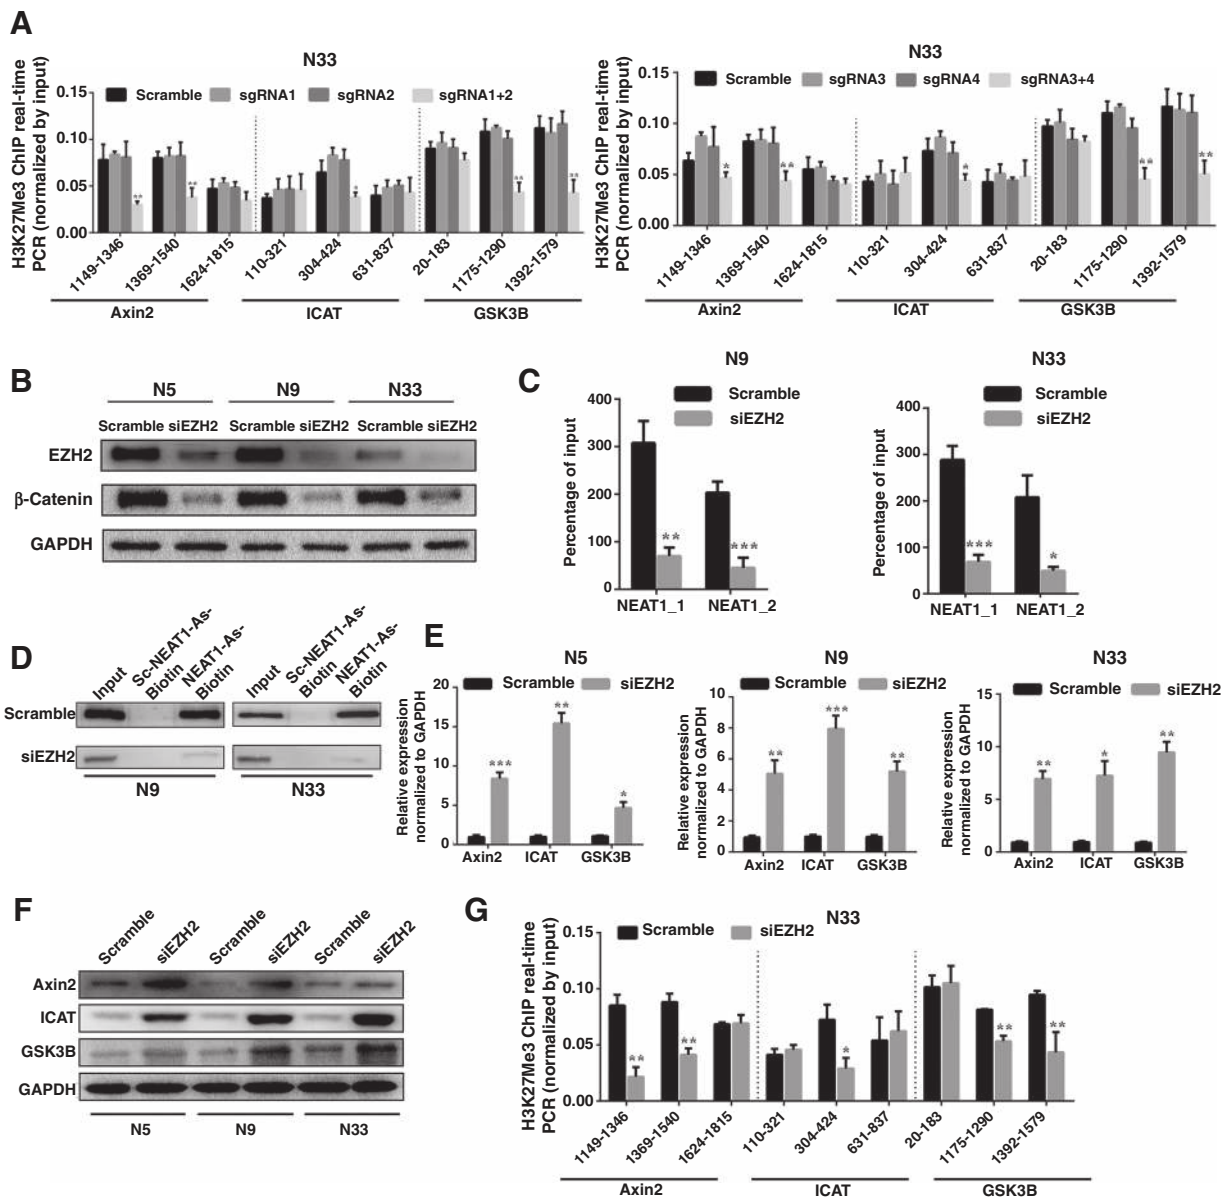 A
N33
H3K27Me3 ChIP real-time
PCR (normalized by input)
0.15
0.10
0.05
0.00
Scramble sgRNA1 sgRNA2 sgRNA1+2
** ** * ** **
1149-1346 1369-1540 1624-1815 110-321 304-424 631-837 20-183 1175-1290 1392-1579
Axin2 ICAT GSK3B
N33
H3K27Me3 ChIP real-time
PCR (normalized by input)
0.15
0.10
0.05
0.00
Scramble sgRNA3 sgRNA4 sgRNA3+4
* ** * ** **
1149-1346 1369-1540 1624-1815 110-321 304-424 631-837 20-183 1175-1290 1392-1579
Axin2 ICAT GSK3B
B
N5 N9 N33
Scramble siEZH2 Scramble siEZH2 Scramble siEZH2
EZH2
β-Catenin
GAPDH
C
N9
Scramble
siEZH2
Percentage of input
400
300
200
100
0
** ***
NEAT1_1 NEAT1_2
N33
Scramble
siEZH2
Percentage of input
400
300
200
100
0
*** *
NEAT1_1 NEAT1_2
D
Input Sc-NEAT1-As-Biotin NEAT1-As-Biotin Input Sc-NEAT1-As-Biotin NEAT1-As-Biotin
Scramble
siEZH2
N9 N33
E
N5
Scramble siEZH2
Relative expression
normalized to GAPDH
20
15
10
5
0
*** ** *
Axin2 ICAT GSK3B
N9
Scramble siEZH2
Relative expression
normalized to GAPDH
10
8
6
4
2
0
** *** **
Axin2 ICAT GSK3B
N33
Scramble siEZH2
Relative expression
normalized to GAPDH
15
10
5
0
** * **
Axin2 ICAT GSK3B
F
Scramble siEZH2 Scramble siEZH2 Scramble siEZH2
Axin2
ICAT
GSK3B
GAPDH
N5 N9 N33
G
N33
Scramble siEZH2
H3K27Me3 ChIP real-time
PCR (normalized by input)
0.15
0.10
0.05
0.00
** ** * ** **
1149-1346 1369-1540 1624-1815 110-321 304-424 631-837 20-183 1175-1290 1392-1579
Axin2 ICAT GSK3B